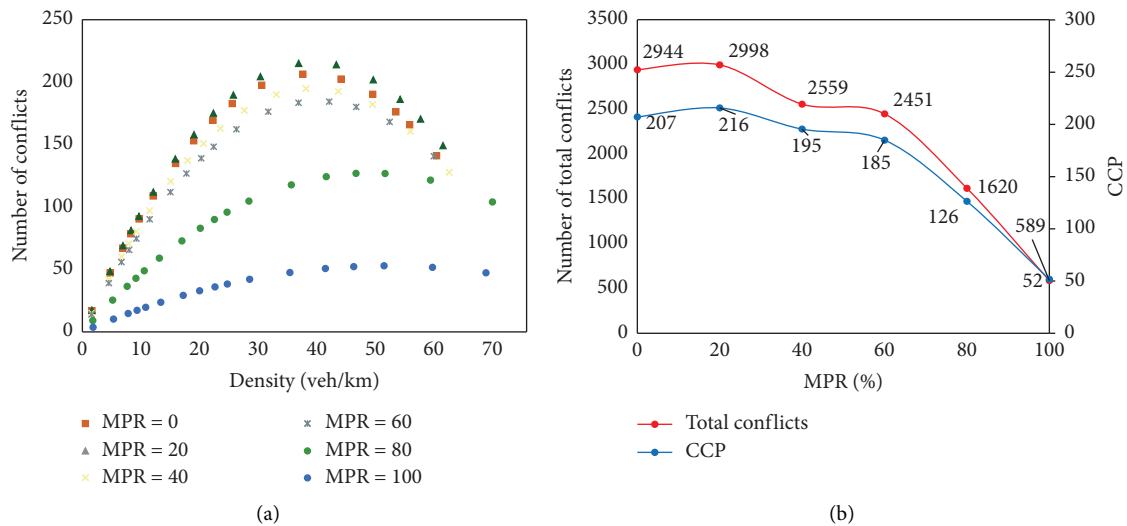 250
200
150
100
50
0
Number of conflicts
0 10 20 30 40 50 60 70
Density (veh/km)
MPR = 0 MPR = 60
MPR = 20 MPR = 80
MPR = 40 MPR = 100
(a)
3500 300
3000 250
2500 200
2000 150
1500
1000 100
500 50
0 0
Number of total conflicts
CCP
2944 2998 2559 2451 1620 589
207 216 195 185 126 52
0 20 40 60 80 100
MPR (%)
Total conflicts
CCP
(b)